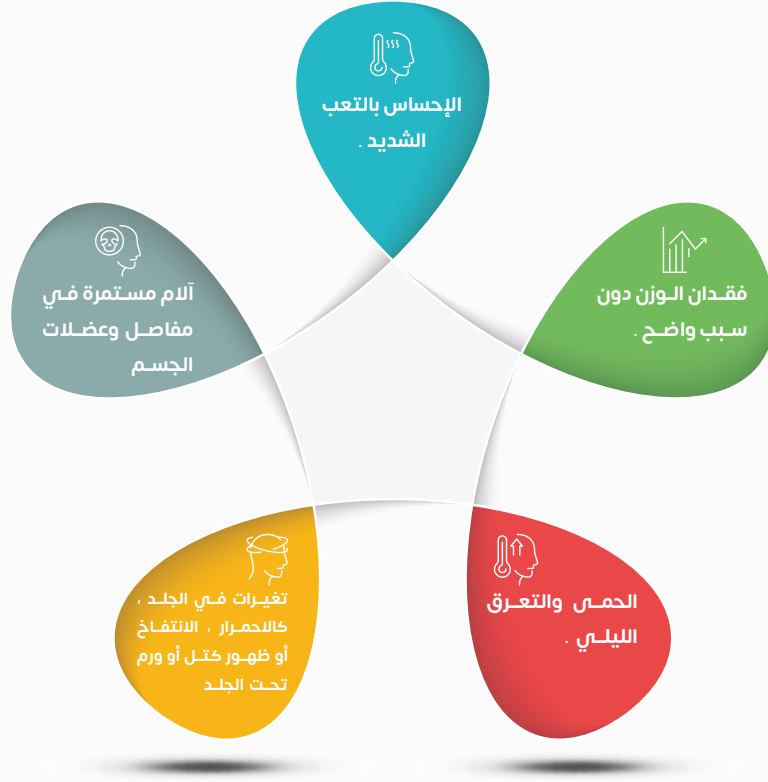 الإحساس بالتعب
الشديد .
فقدان الوزن دون
سبب واضح .
آلام مستمرة في
مفاصل وعضلات
الجسم
الحمى والتعرق
الليلي .
تغيرات في الجلد ،
كالاحمرار ، الانتفاخ
أو ظهور كتل أو ورم
تحت الجلد